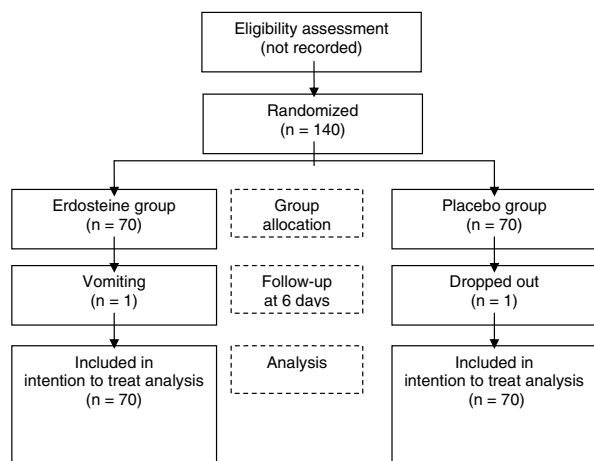 Eligibility assessment
(not recorded)
Randomized
(n = 140)
Erdosteine group
(n = 70)
Group
allocation
Placebo group
(n = 70)
Vomiting
(n = 1)
Follow-up
at 6 days
Dropped out
(n = 1)
Included in
intention to treat analysis
(n = 70)
Analysis
Included in
intention to treat analysis
(n = 70)